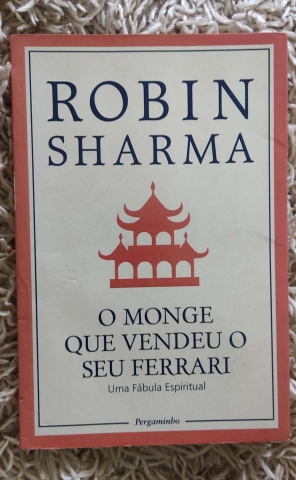 ROBIN
SHARMA
O MONGE
QUE VENDEU O
SEU FERRARI
Uma Fábula Espiritual
Pergaminho